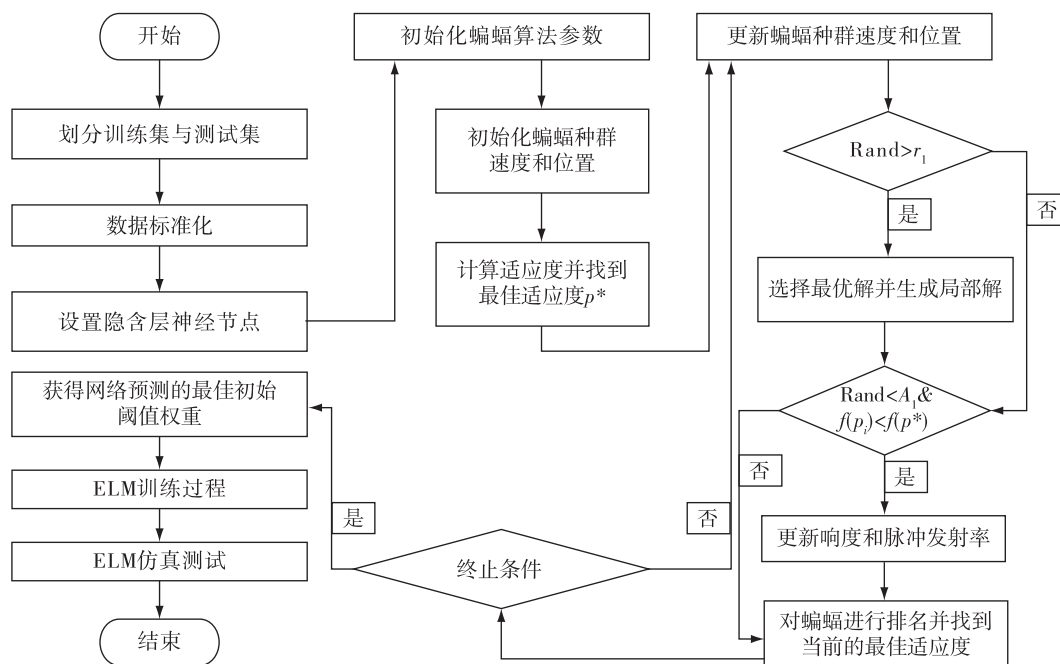 开始
划分训练集与测试集
数据标准化
设置隐含层神经节点
初始化蝙蝠算法参数
初始化蝙蝠种群
速度和位置
计算适应度并找到
最佳适应度p*
更新蝙蝠种群速度和位置
Rand>r1
是
否
选择最优解并生成局部解
Rand<A1&
f(pi)<f(p*)
否
是
更新响度和脉冲发射率
对蝙蝠进行排名并找到
当前的最佳适应度
终止条件
否
是
获得网络预测的最佳初始
阈值权重
ELM训练过程
ELM仿真测试
结束